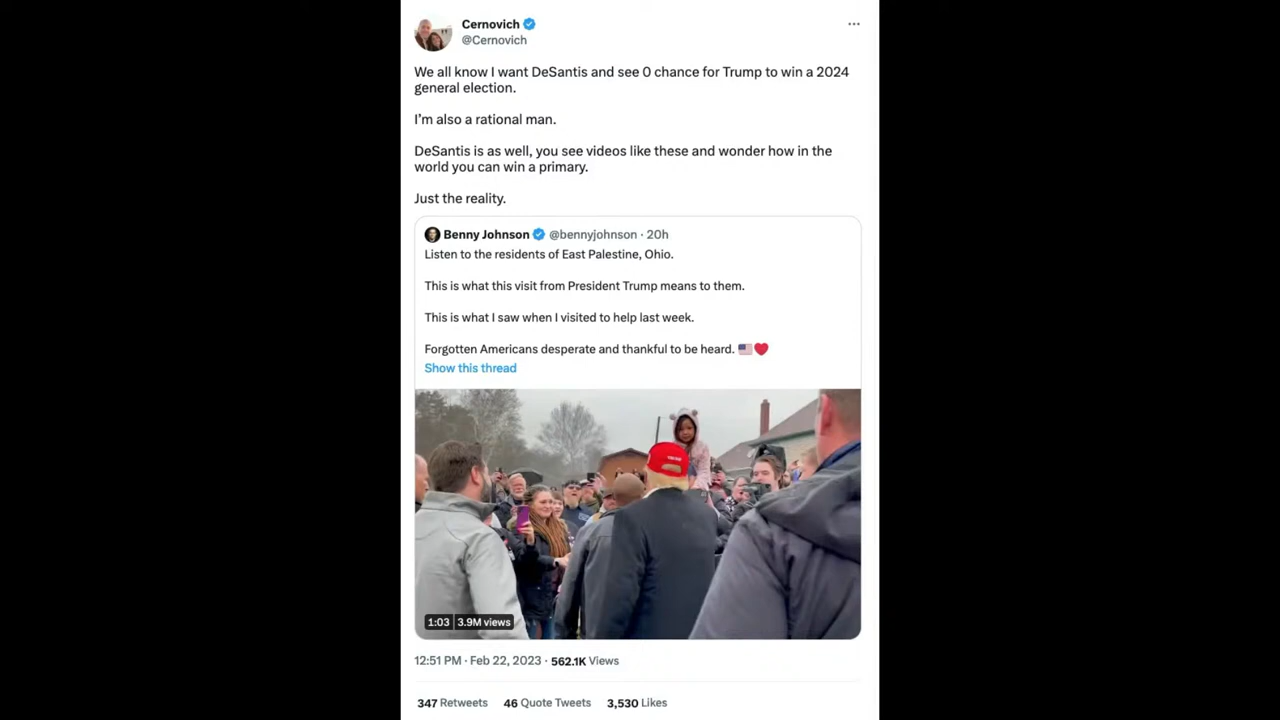 Cernovich
@Cernovich
We all know I want DeSantis and see 0 chance for Trump to win a 2024
general election.
I'm also a rational man.
DeSantis is as well, you see videos like these and wonder how in the
world you can win a primary.
Just the reality.
Benny Johnson @bennyjohnson · 20h
Listen to the residents of East Palestine, Ohio.
This is what this visit from President Trump means to them.
This is what I saw when I visited to help last week.
Forgotten Americans desperate and thankful to be heard. 🇺🇸❤️
Show this thread
TRUMP
1:03 3.9M views
12:51 PM · Feb 22, 2023 · 562.1K Views
347 Retweets 46 Quote Tweets 3,530 Likes